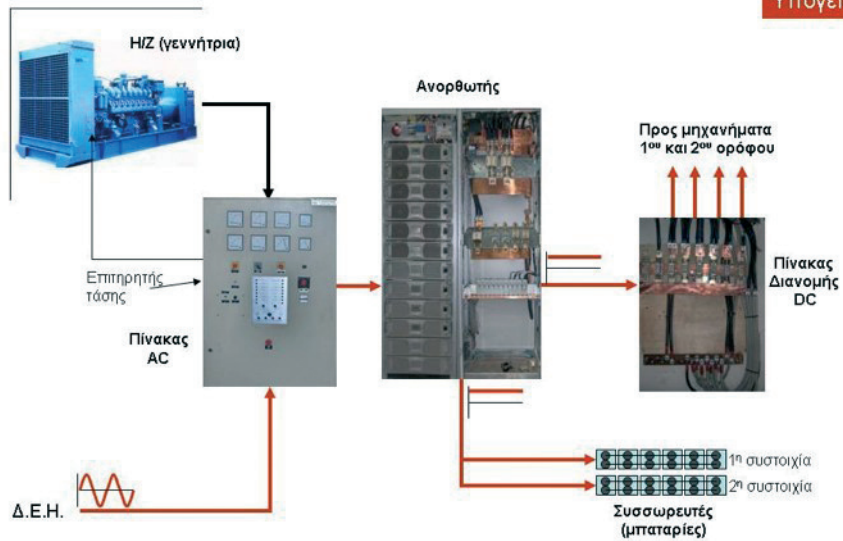 Υπόγει
Η/Ζ (γεννήτρια)
Ανορθωτής
Προς μηχανήματα
1ου και 2ου ορόφου
Επιτηρητής
τάσης
Πίνακας
Διανομής
DC
Πίνακας
AC
1η συστοιχία
2η συστοιχία
Δ.Ε.Η.
Συσσωρευτές
(μπαταρίες)